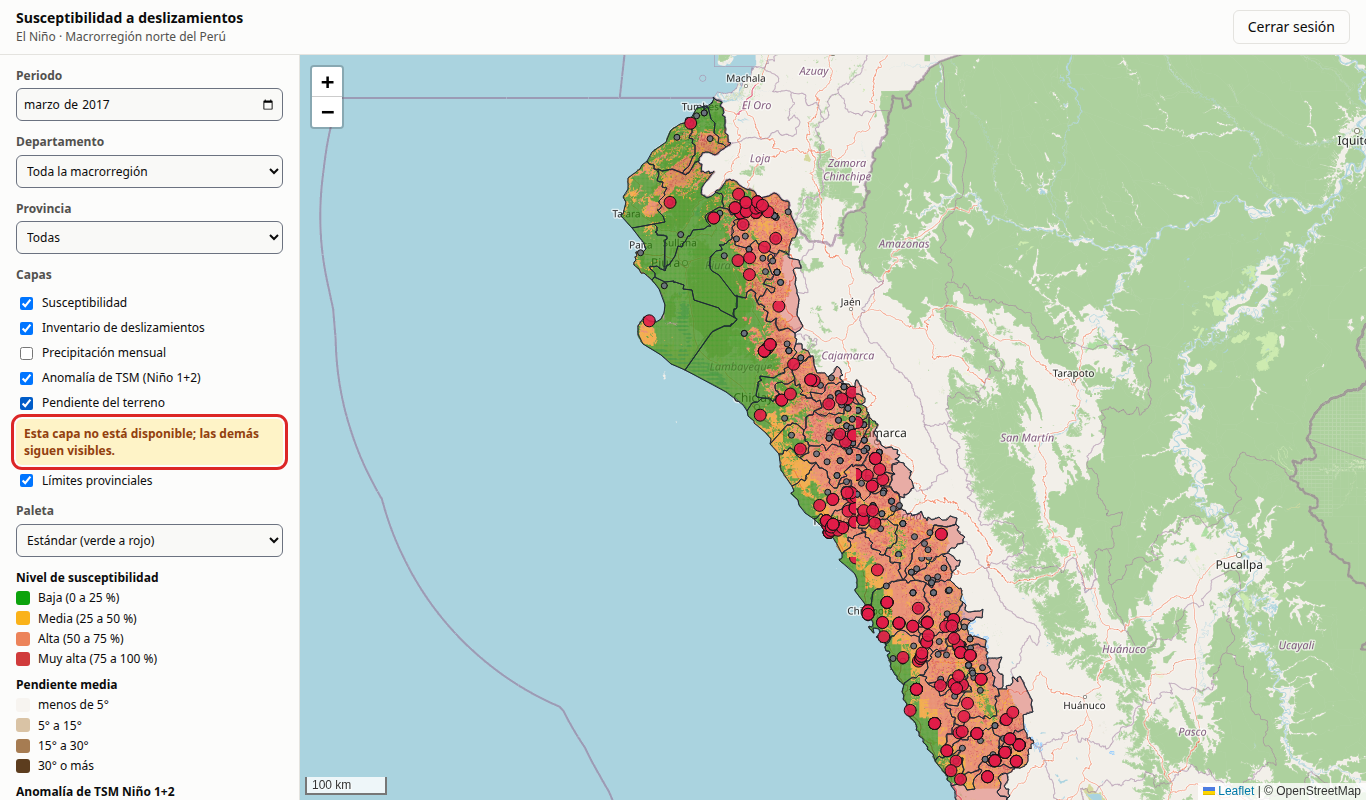 Susceptibilidad a deslizamientos
El Niño · Macrorregión norte del Perú
Cerrar sesión
Periodo
marzo de 2017
Departamento
Toda la macrorregión
Provincia
Todas
Capas
Susceptibilidad
Inventario de deslizamientos
Precipitación mensual
Anomalía de TSM (Niño 1+2)
Pendiente del terreno
Esta capa no está disponible; las demás
siguen visibles.
Límites provinciales
Paleta
Estándar (verde a rojo)
Nivel de susceptibilidad
Baja (0 a 25 %)
Media (25 a 50 %)
Alta (50 a 75 %)
Muy alta (75 a 100 %)
Pendiente media
menos de 5°
5° a 15°
15° a 30°
30° o más
Anomalía de TSM Niño 1+2
+
−
Azuay
Machala
El Oro
Loja
Zamora
Chinchipe
Talara
Paita
Sullana
Piura
Amazonas
Jaén
Cajamarca
Lambayeque
Tarapoto
San Martín
Pucallpa
Huánuco
Ucayali
Huánuco
Pasco
100 km
Leaflet | © OpenStreetMap